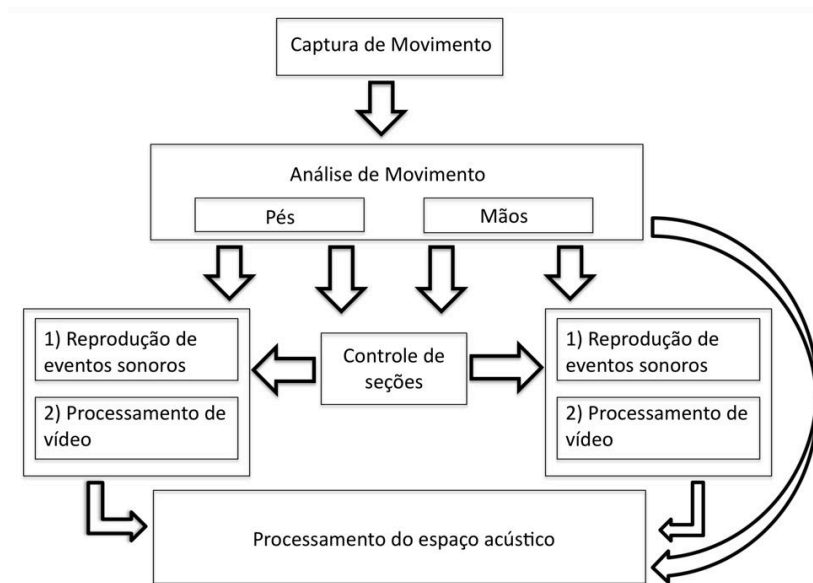 Captura de Movimento
Análise de Movimento
Pés
Mãos
1) Reprodução de
eventos sonoros
2) Processamento de
vídeo
Controle de
seções
1) Reprodução de
eventos sonoros
2) Processamento de
vídeo
Processamento do espaço acústico